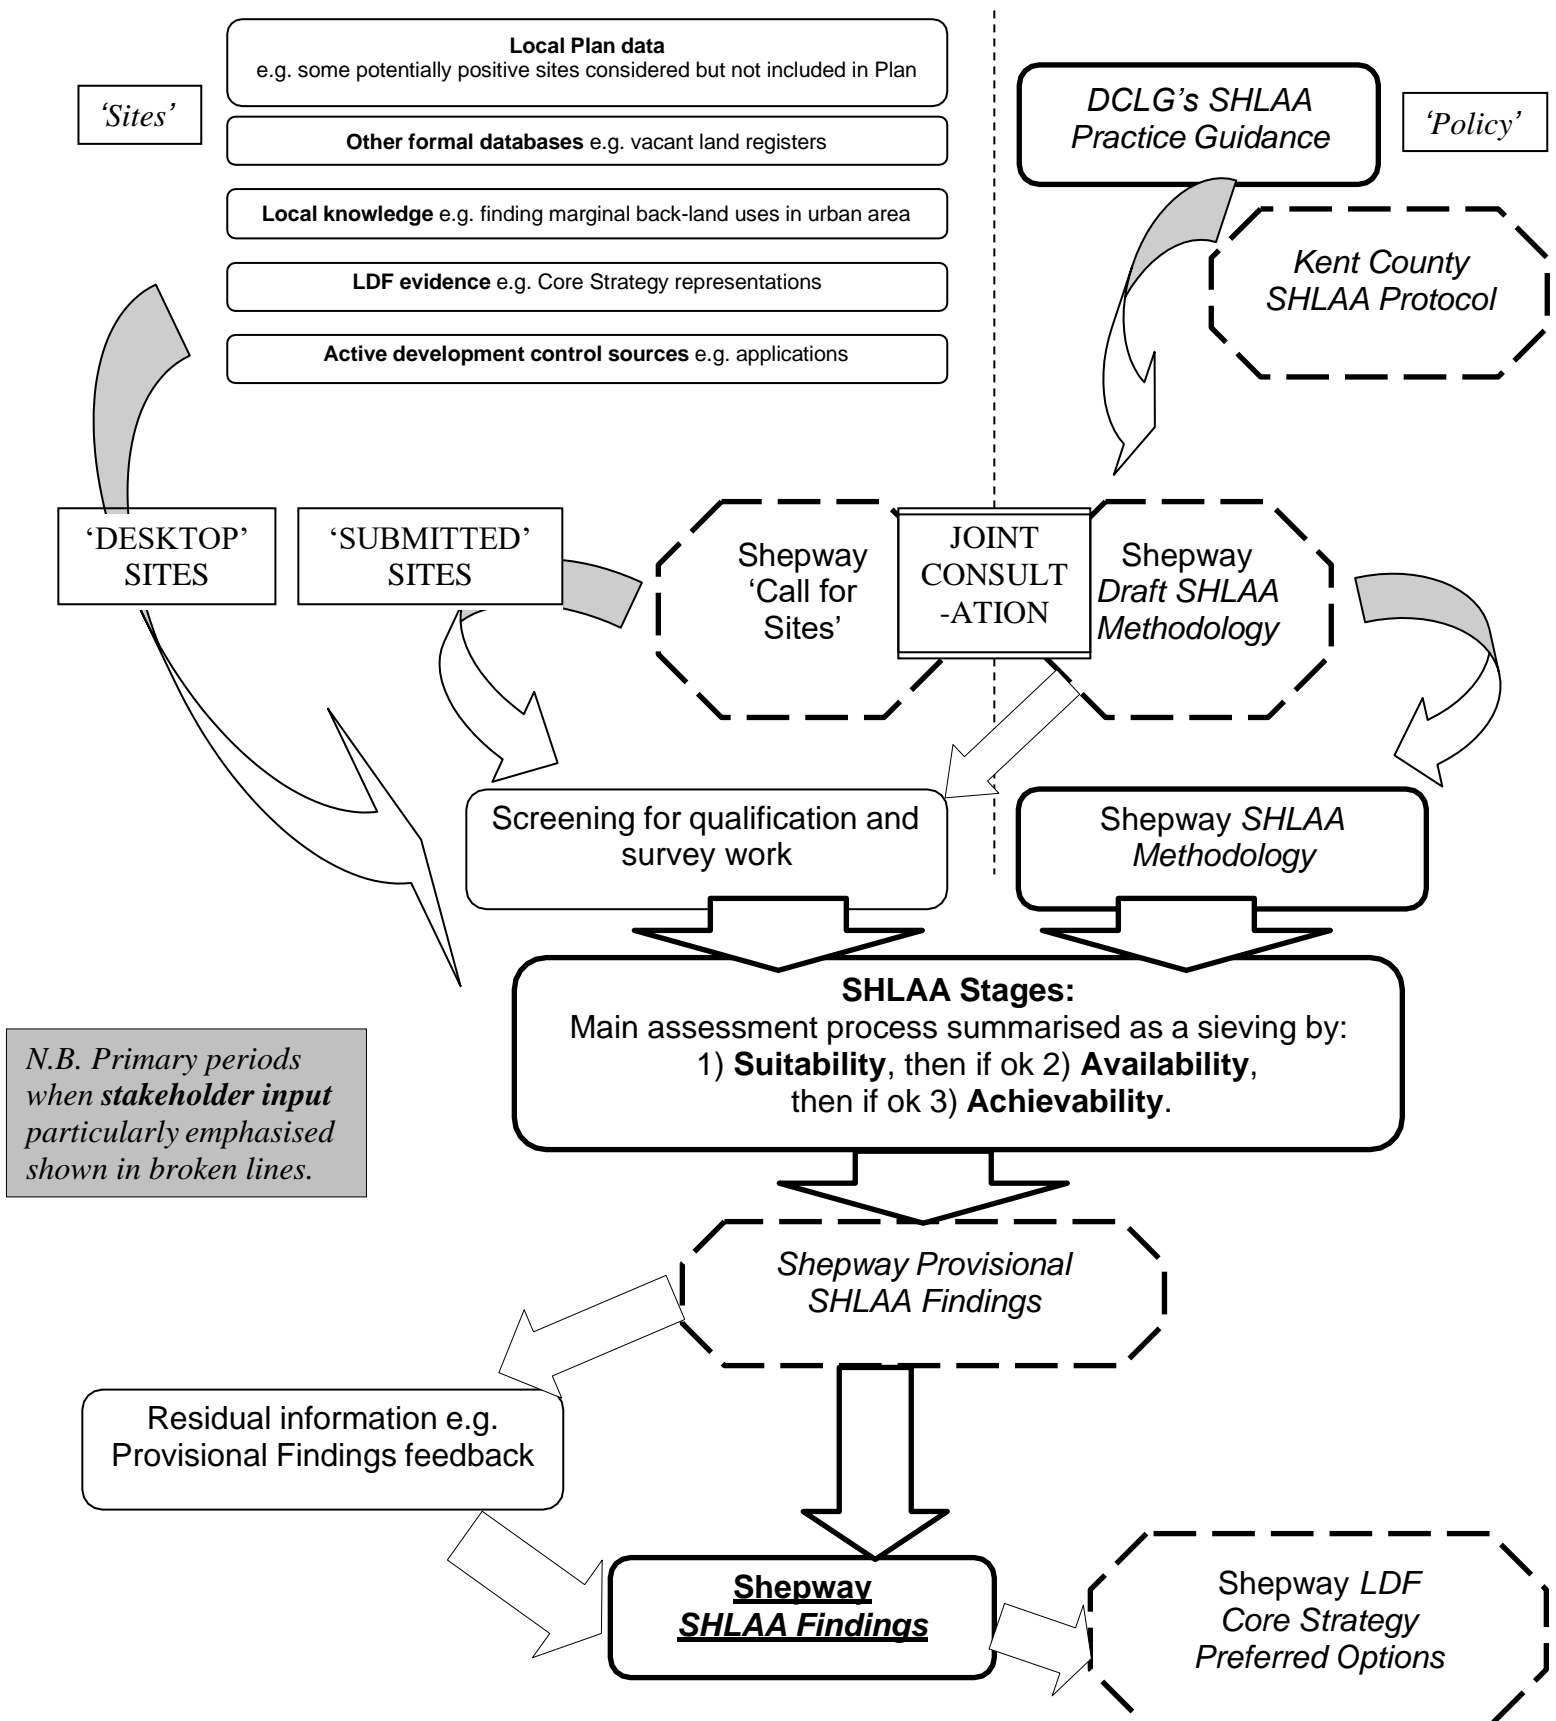 Local Plan data
e.g. some potentially positive sites considered but not included in Plan
‘Sites’
DCLG's SHLAA
Practice Guidance
‘Policy’
Other formal databases e.g. vacant land registers
Local knowledge e.g. finding marginal back-land uses in urban area
Kent County
SHLAA Protocol
LDF evidence e.g. Core Strategy representations
Active development control sources e.g. applications
‘DESKTOP’
SITES
‘SUBMITTED’
SITES
Shepway
‘Call for
Sites’
JOINT
CONSULT
-ATION
Shepway
Draft SHLAA
Methodology
Screening for qualification and
survey work
Shepway SHLAA
Methodology
SHLAA Stages:
Main assessment process summarised as a sieving by:
1) Suitability, then if ok 2) Availability,
then if ok 3) Achievability.
N.B. Primary periods
when stakeholder input
particularly emphasised
shown in broken lines.
Shepway Provisional
SHLAA Findings
Residual information e.g.
Provisional Findings feedback
Shepway
SHLAA Findings
Shepway LDF
Core Strategy
Preferred Options